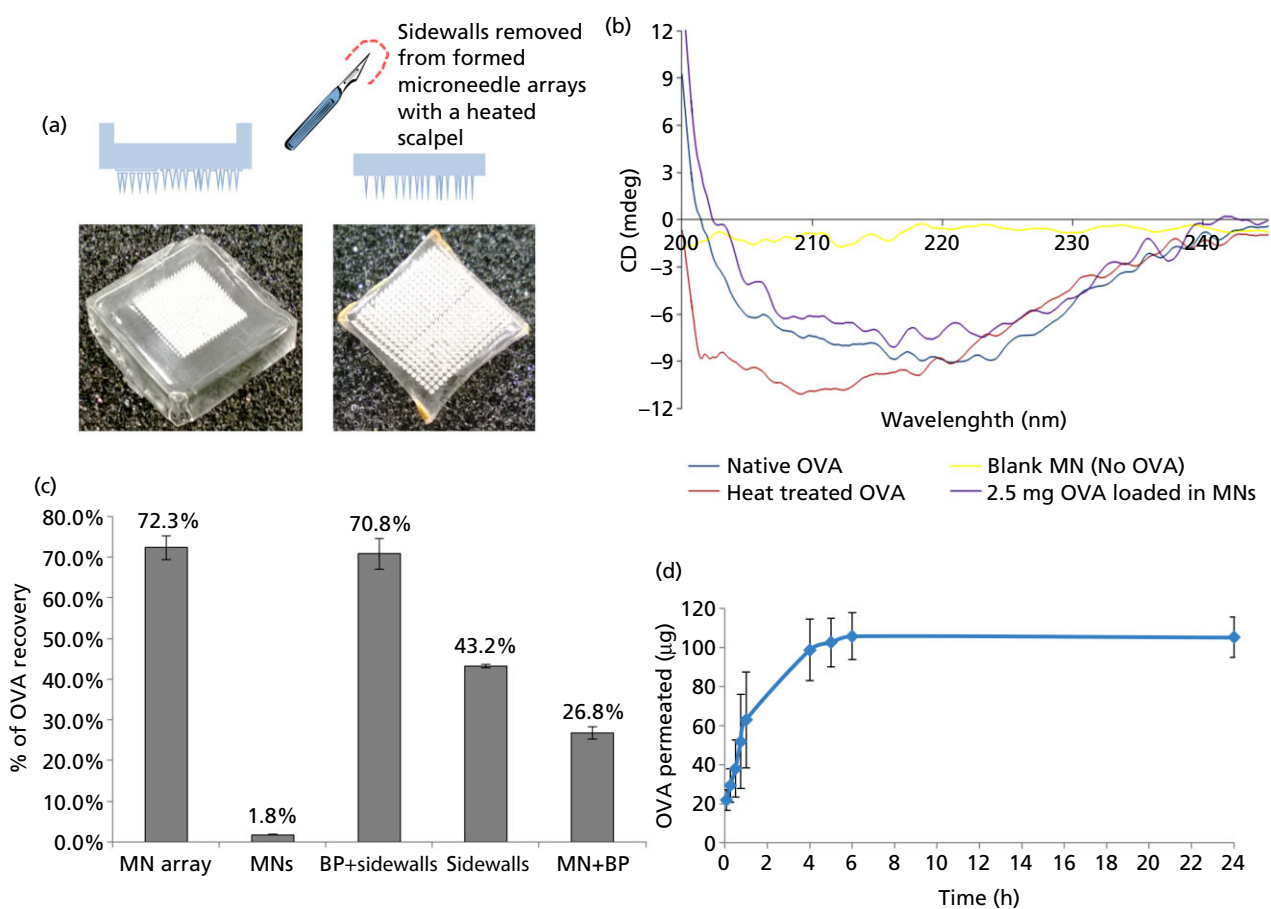 (a)
Sidewalls removed
from formed
microneedle arrays
with a heated
scalpel
(b)
12
9
6
3
0
−3
−6
−9
−12
CD (mdeg)
200 210 220 230 240
Wavelenghth (nm)
Native OVA
Blank MN (No OVA)
Heat treated OVA
2.5 mg OVA loaded in MNs
(c)
80.0%
70.0%
60.0%
50.0%
40.0%
30.0%
20.0%
10.0%
0.0%
% of OVA recovery
72.3%
1.8%
70.8%
43.2%
26.8%
MN array MNs BP+sidewalls Sidewalls MN+BP
(d)
120
100
80
60
40
20
0
OVA permeated (µg)
0 2 4 6 8 10 12 14 16 18 20 22 24
Time (h)